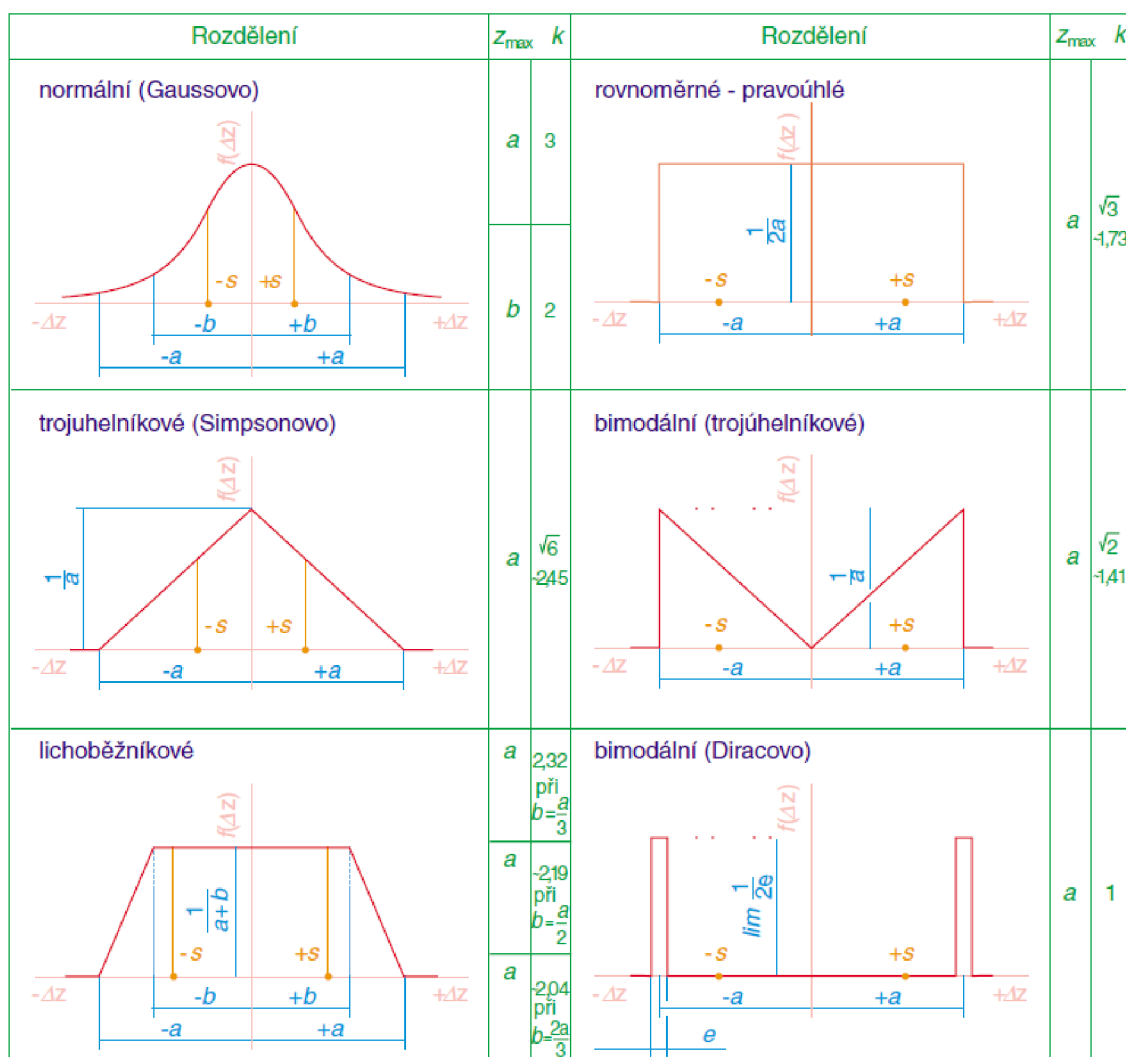 Rozdělení z_max k Rozdělení z_max k
normální (Gaussovo)
f(Δz)
a 3
-s +s
-b +b
b 2
-Δz +Δz
-a +a
rovnoměrné - pravoúhlé
f(Δz)
1/2a
a √3
~1,73
-s +s
-Δz +Δz
-a +a
trojuhelníkové (Simpsonovo)
f(Δz)
1/a
a √6
~2,45
-s +s
-Δz +Δz
-a +a
bimodální (trojúhelníkové)
f(Δz)
1/a
a √2
~1,41
-s +s
-Δz +Δz
-a +a
lichoběžníkové
f(Δz)
1/a+b
-s +s
-Δz +Δz
-b +b
-a +a
a 2,32
při
b=a/3
a ~2,19
při
b=a/2
a ~2,04
při
b=2a/3
bimodální (Diracovo)
f(Δz)
lim 1/2e
a 1
-s +s
-Δz +Δz
-a +a
e